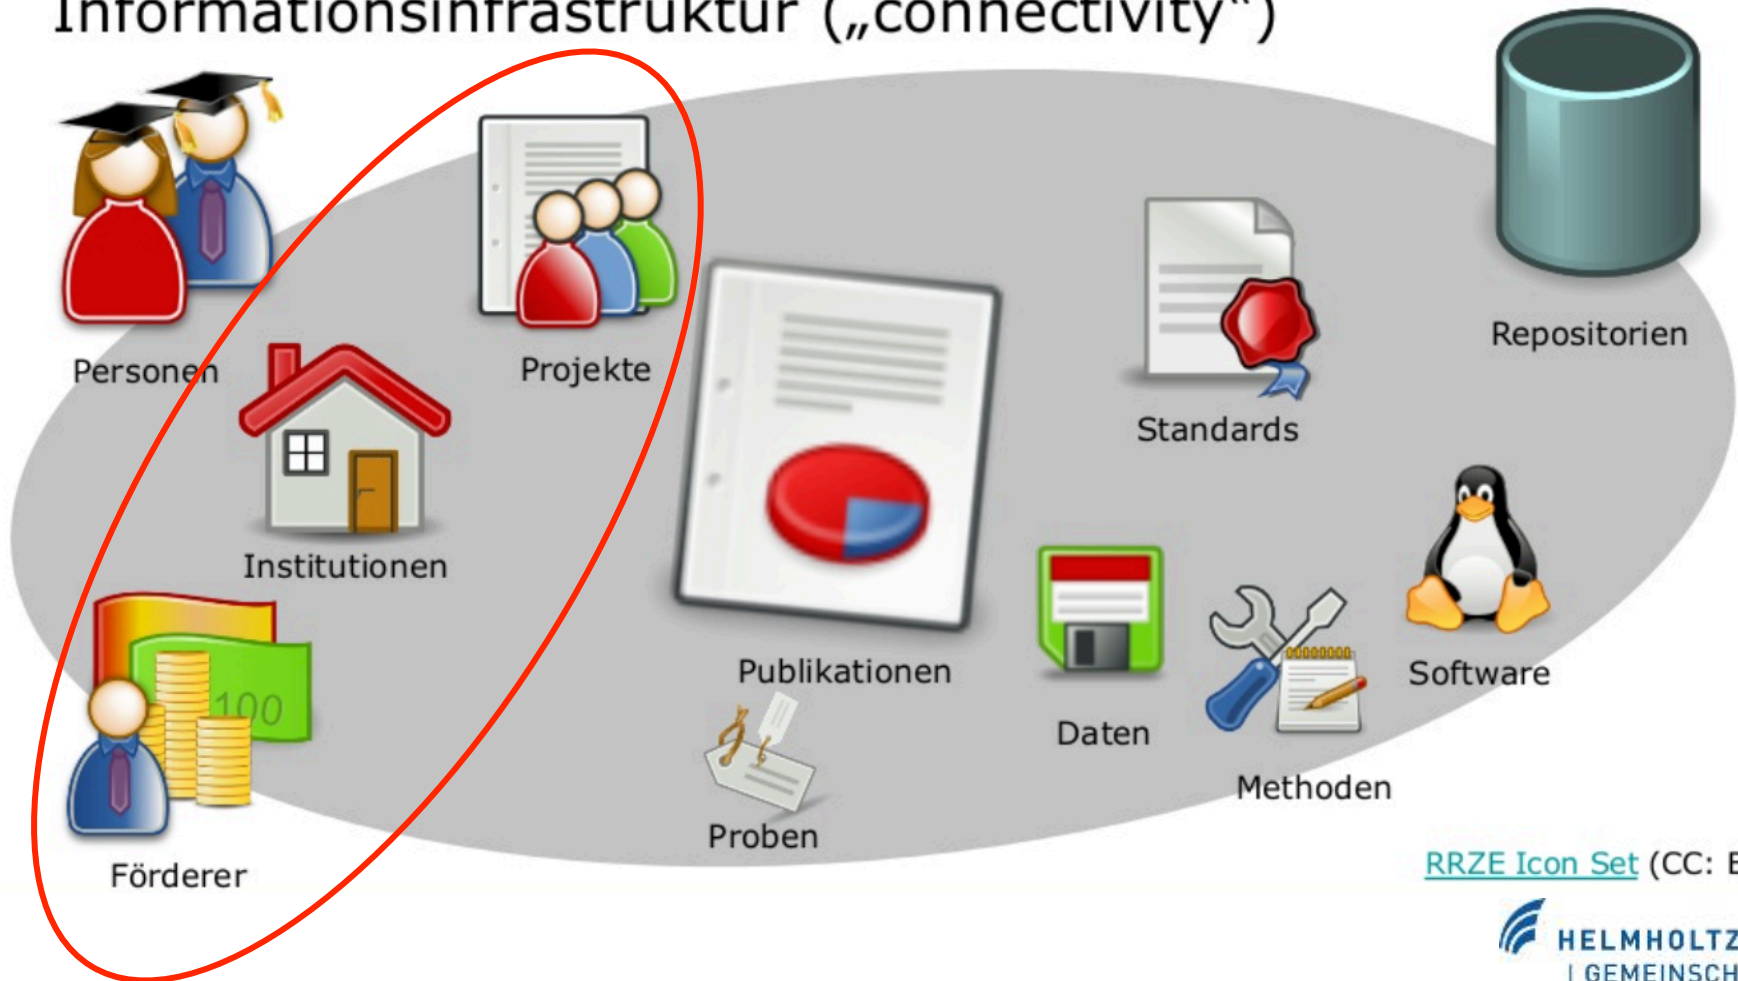 Informationsinfrastruktur („connectivity“)
Personen
Projekte
Repositorien
Standards
Institutionen
100
Publikationen
Software
Daten
Methoden
Proben
Förderer
RRZE Icon Set (CC:
HELMHOLTZ
| GEMEINSCH